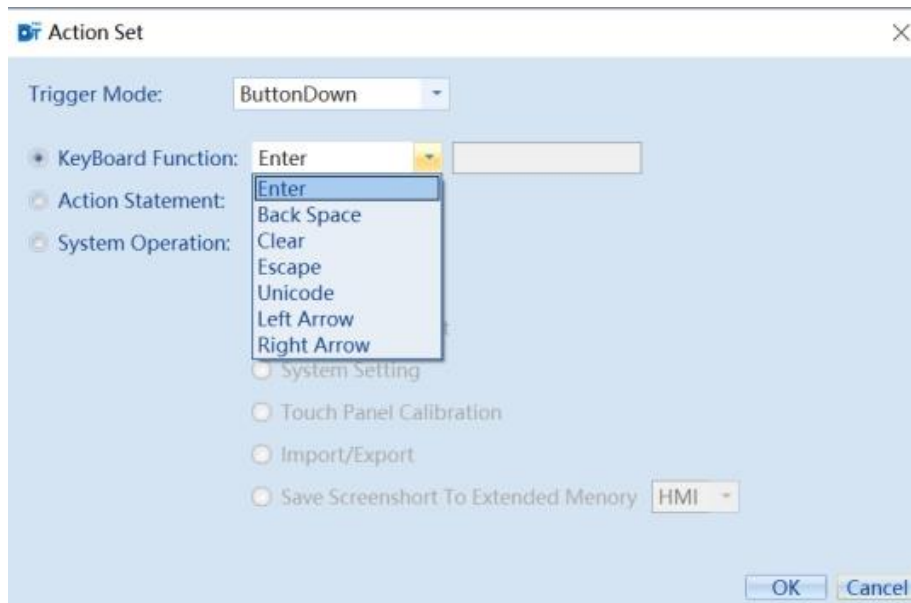 Action Set
Trigger Mode: ButtonDown
KeyBoard Function: Enter
Enter
Action Statement:
Back Space
Clear
System Operation:
Escape
Unicode
Left Arrow
Right Arrow
System Setting
Touch Panel Calibration
Import/Export
Save Screenshort To Extended Menory HMI
OK Cancel